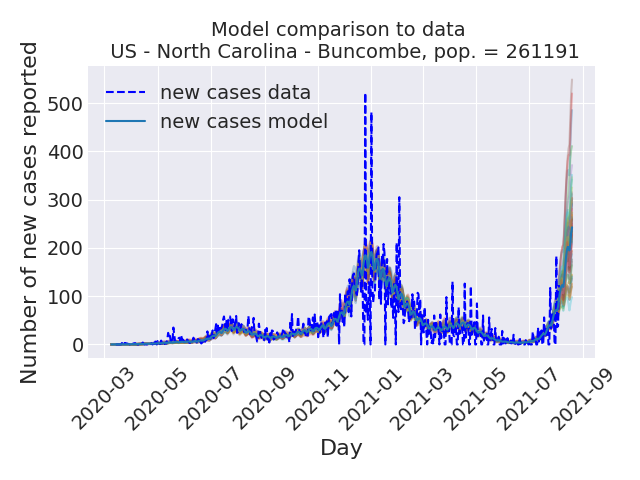 Model comparison to data
US - North Carolina - Buncombe, pop. = 261191
Number of new cases reported
500
400
300
200
100
0
new cases data
new cases model
2020-03
2020-05
2020-07
2020-09
2020-11
2021-01
2021-03
2021-05
2021-07
2021-09
Day